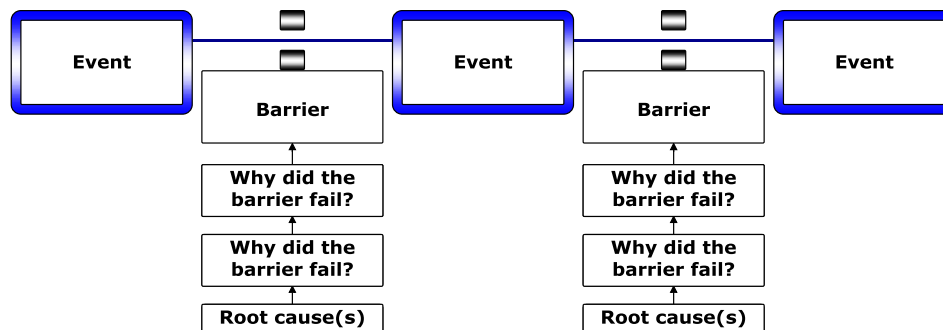 Event
Event
Event
Barrier
Barrier
Why did the
barrier fail?
Why did the
barrier fail?
Why did the
barrier fail?
Why did the
barrier fail?
Root cause(s)
Root cause(s)